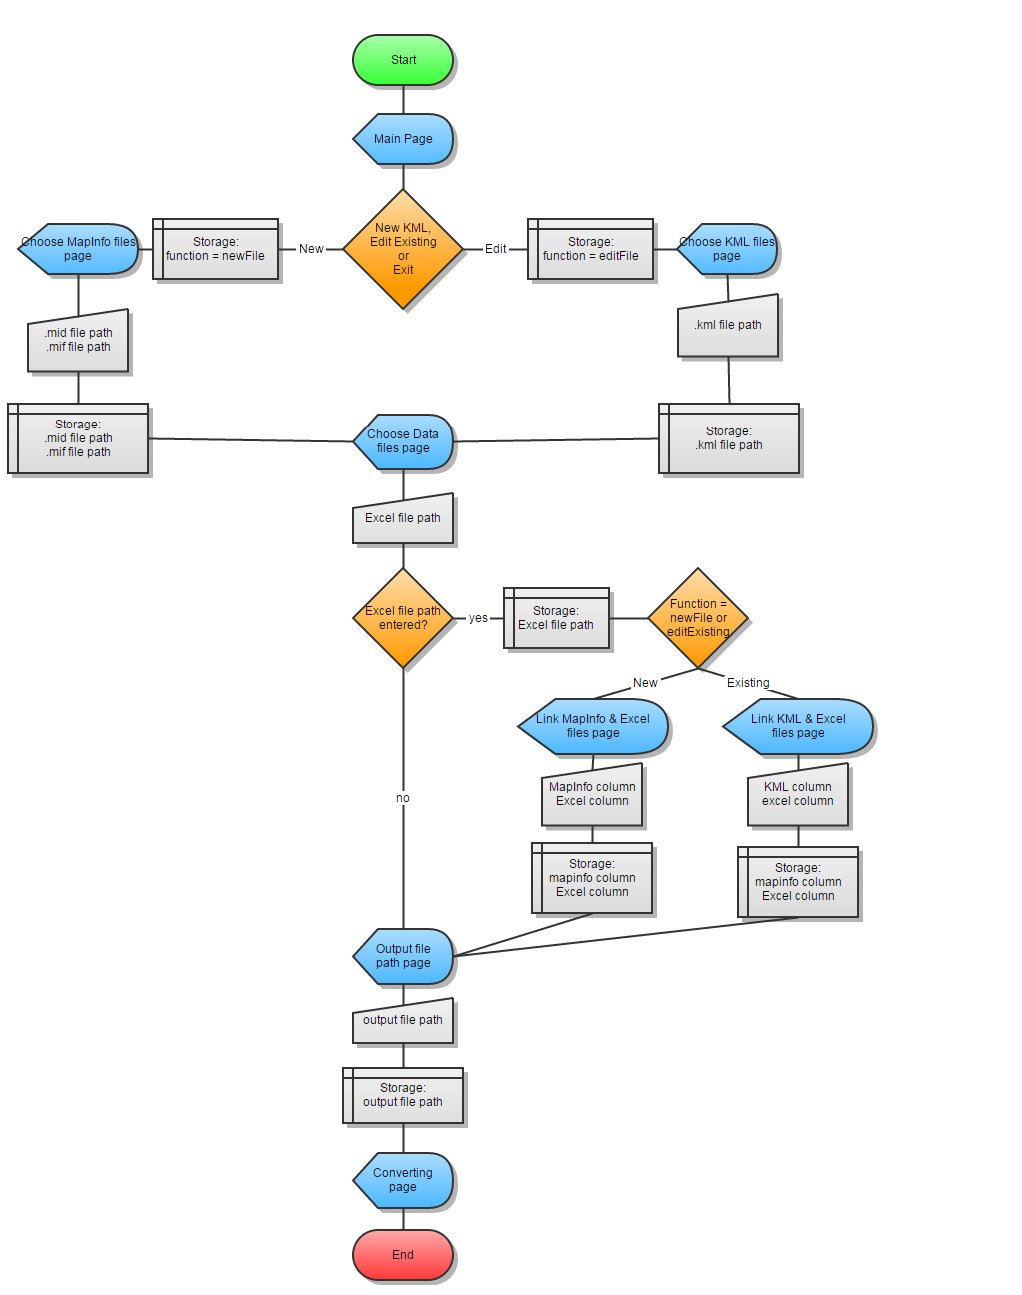 Start
Main Page
New KML,
Edit Existing
or
Exit
New
Edit
Storage:
function = newFile
Choose MapInfo files
page
Storage:
function = editFile
Choose KML files
page
.mid file path
.mif file path
.kml file path
Storage:
.mid file path
.mif file path
Choose Data
files page
Storage:
.kml file path
Excel file path
Excel file path
entered?
yes
Storage:
Excel file path
Function =
newFile or
editExisting
New
Existing
Link MapInfo & Excel
files page
Link KML & Excel
files page
MapInfo column
Excel column
KML column
excel column
no
Storage:
mapinfo column
Excel column
Storage:
mapinfo column
Excel column
Output file
path page
output file path
Storage:
output file path
Converting
page
End